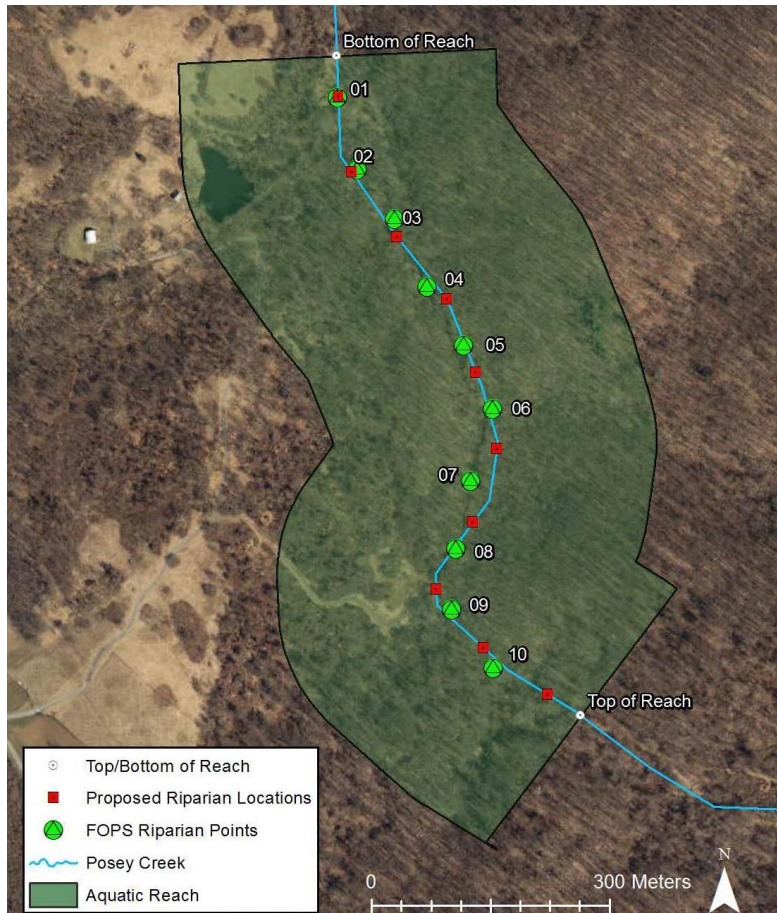 Bottom of Reach
01
02
03
04
05
06
07
08
09
10
Top of Reach
Top/Bottom of Reach
Proposed Riparian Locations
FOPS Riparian Points
Posey Creek
Aquatic Reach
N
0 300 Meters